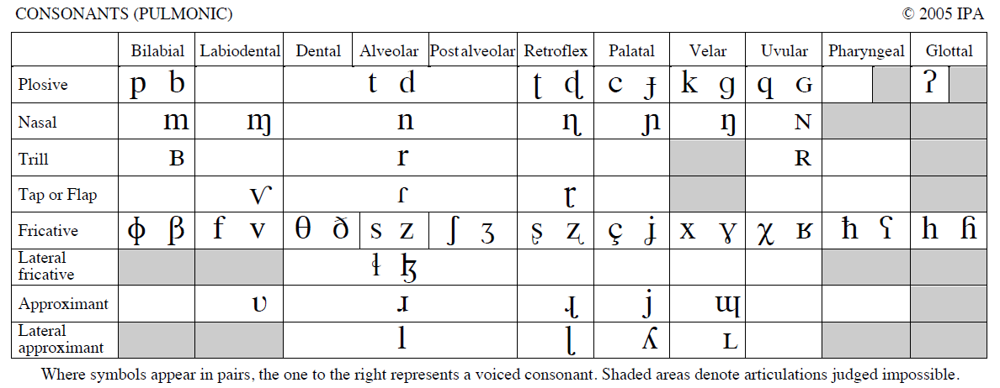 CONSONANTS (PULMONIC) © 2005 IPA
Bilabial Labiodental Dental Alveolar Postalveolar Retroflex Palatal Velar Uvular Pharyngeal Glottal
Plosive p b t d ʈ ɖ c ɟ k ɡ q ɢ ʔ
Nasal m ɱ n ɳ ɲ ŋ ɴ
Trill ʙ r ʀ
Tap or Flap ⱱ ɾ ɽ
Fricative ɸ β f v θ ð s z ʃ ʒ ʂ ʐ ç ʝ x ɣ χ ʁ ħ ʕ h ɦ
Lateral
fricative ɬ ɮ
Approximant ʋ ɹ ɻ j ɰ
Lateral
approximant l ɭ ʎ ʟ
Where symbols appear in pairs, the one to the right represents a voiced consonant. Shaded areas denote articulations judged impossible.